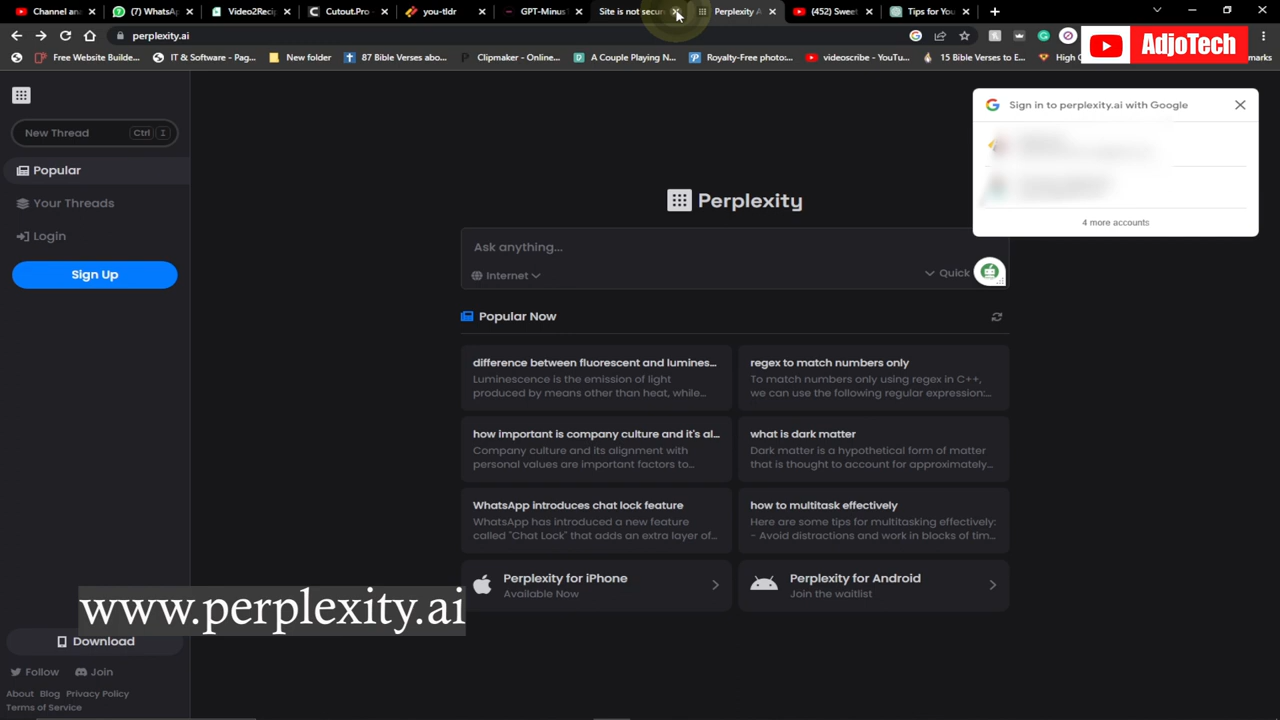 Channel an
(7) WhatsA
Video2Reci
Cutout.Pro
you-tldr
GPT-Minus
Site is not secur
Perplexity A
(452) Sweet
Tips for You
perplexity.ai
AdjoTech
Free Website Builde...
IT & Software - Pag...
New folder
87 Bible Verses abo...
Clipmaker - Online...
A Couple Playing N...
Royalty-Free photo:...
videoscribe - YouTu...
15 Bible Verses to E...
High
marks
Sign in to perplexity.ai with Google
4 more accounts
New Thread
Ctrl I
Popular
Your Threads
Login
Sign Up
Perplexity
Ask anything...
Internet
Quick
Popular Now
difference between fluorescent and lumines...
Luminescence is the emission of light
produced by means other than heat, while...
regex to match numbers only
To match numbers only using regex in C++,
we can use the following regular expression:...
how important is company culture and it's al...
Company culture and its alignment with
personal values are important factors to...
what is dark matter
Dark matter is a hypothetical form of matter
that is thought to account for approximately...
WhatsApp introduces chat lock feature
WhatsApp has introduced a new feature
called "Chat Lock" that adds an extra layer of...
how to multitask effectively
Here are some tips for multitasking effectively:
- Avoid distractions and work in blocks of tim...
Perplexity for iPhone
Available Now
Perplexity for Android
Join the waitlist
www.perplexity.ai
Download
Follow
Join
About Blog Privacy Policy
Terms of Service